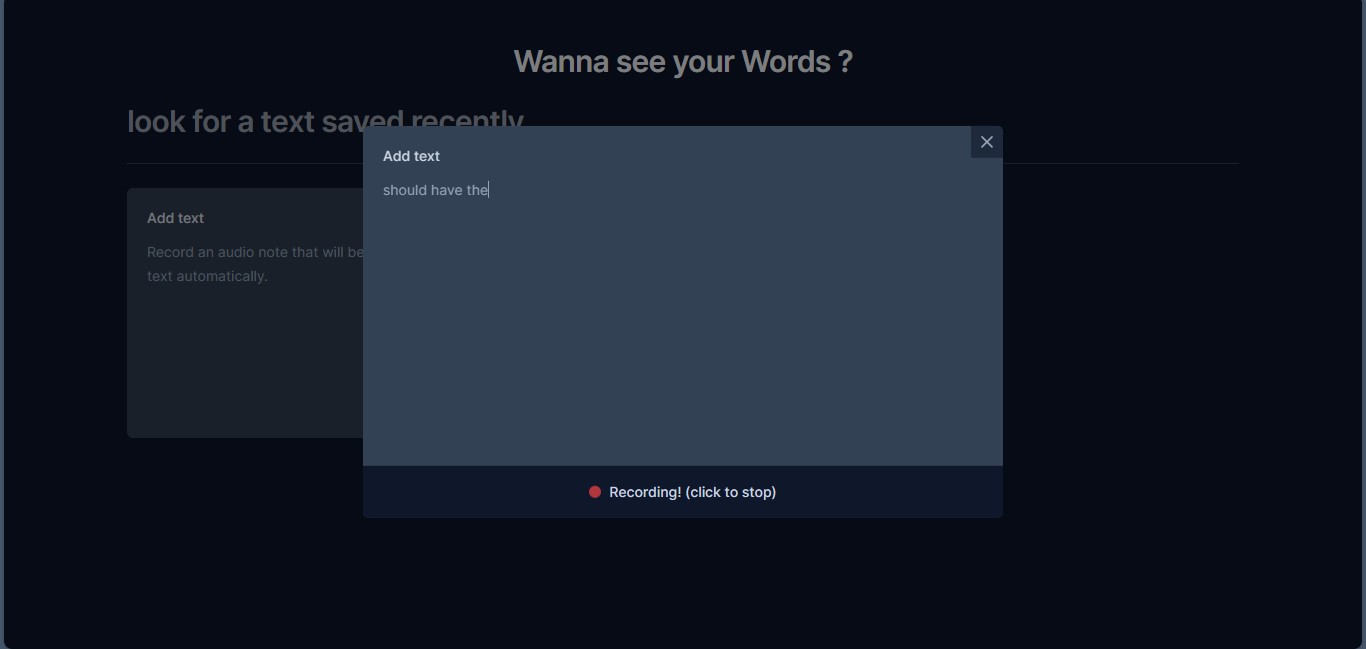 Wanna see your Words ?
look for a text saved recently
Add text
Record an audio note that will be
text automatically.
Add text
should have the
Recording! (click to stop)